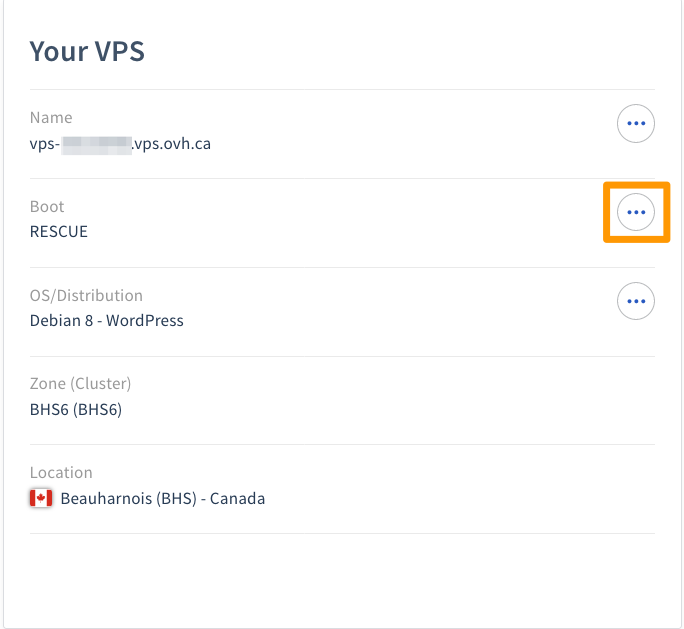 Your VPS
Name
vps- .vps.ovh.ca
Boot
RESCUE
OS/Distribution
Debian 8 - WordPress
Zone (Cluster)
BHS6 (BHS6)
Location
Beauharnois (BHS) - Canada